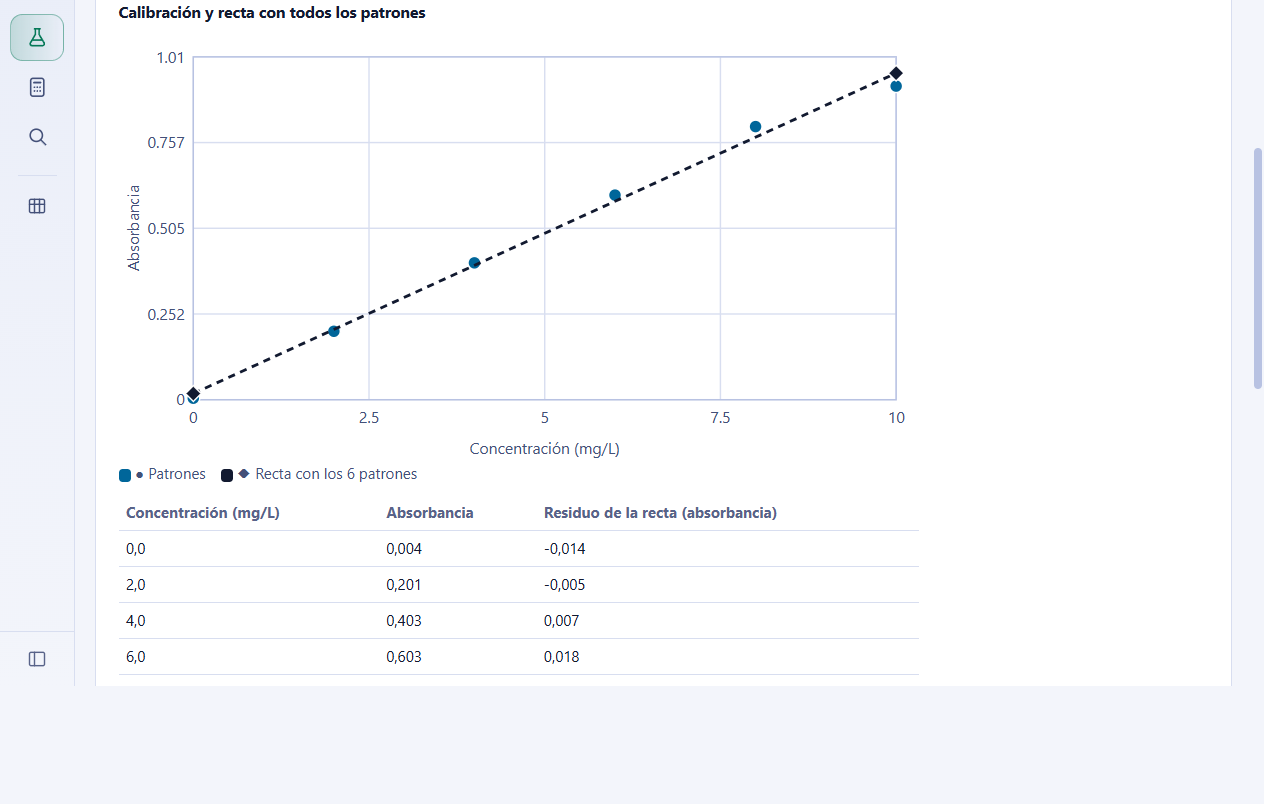 Calibración y recta con todos los patrones
1.01
0.757
0.505
0.252
0
Absorbancia
0 2.5 5 7.5 10
Concentración (mg/L)
Patrones Recta con los 6 patrones
Concentración (mg/L) Absorbancia Residuo de la recta (absorbancia)
0,0 0,004 -0,014
2,0 0,201 -0,005
4,0 0,403 0,007
6,0 0,603 0,018